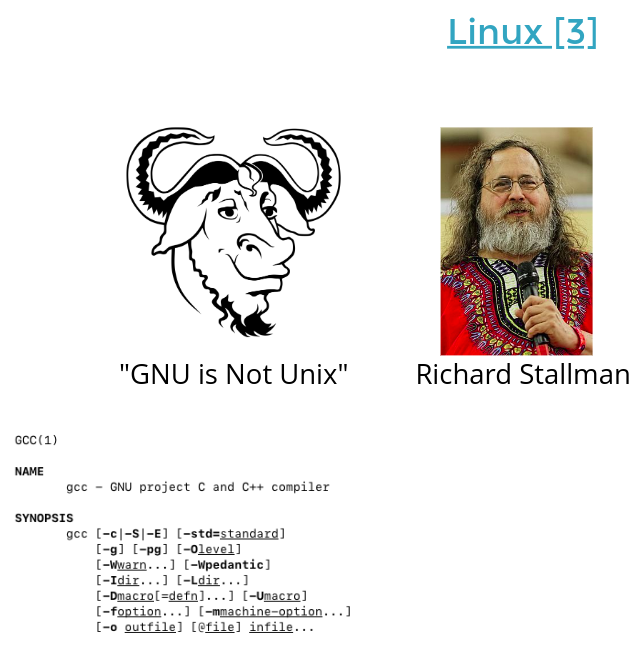 Linux [3]
"GNU is Not Unix"
Richard Stallman
GCC(1)
NAME
gcc – GNU project C and C++ compiler
SYNOPSIS
gcc [–c|–S|–E] [–std=standard]
[–g] [–pg] [–Olevel]
[–Wwarn...] [–Wpedantic]
[–Idir...] [–Ldir...]
[–Dmacro[=defn]...] [–Umacro]
[–foption...] [–mmachine-option...]
[–o outfile] [@file] infile...